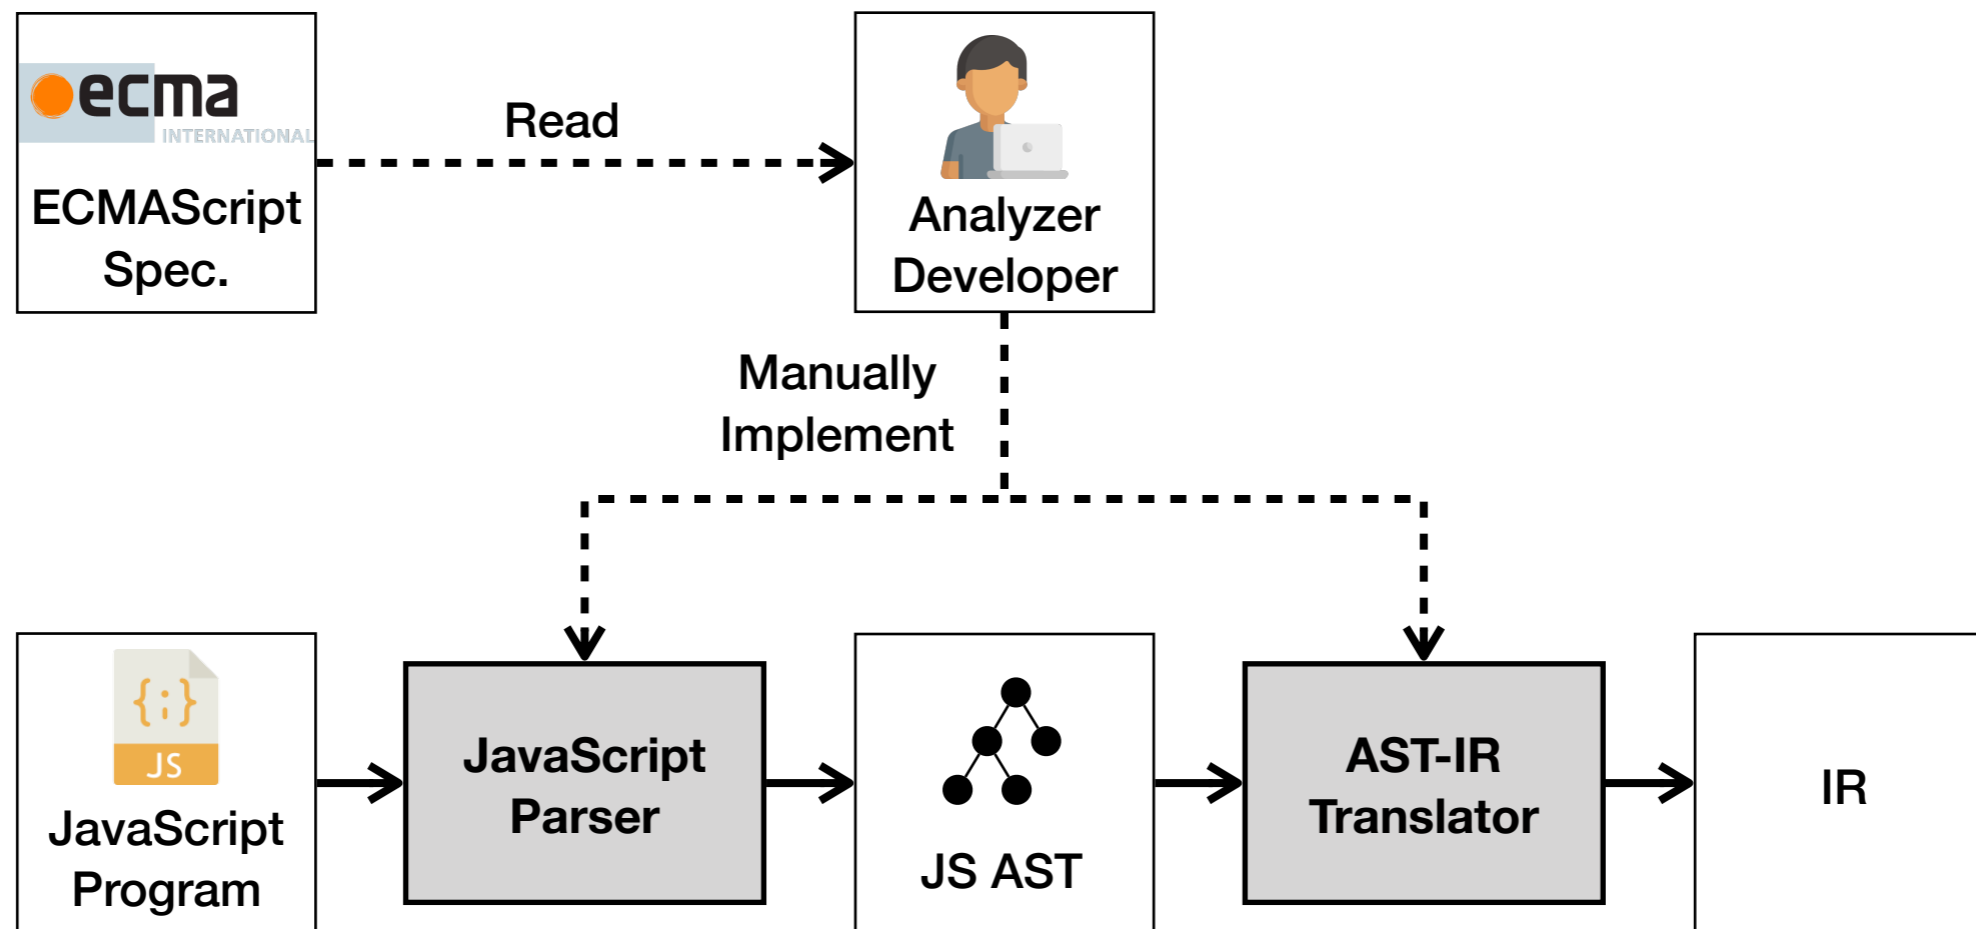 ecma
INTERNATIONAL
ECMAScript
Spec.
Read
Analyzer
Developer
Manually
Implement
{;}
JS
JavaScript
Program
JavaScript
Parser
JS AST
AST-IR
Translator
IR